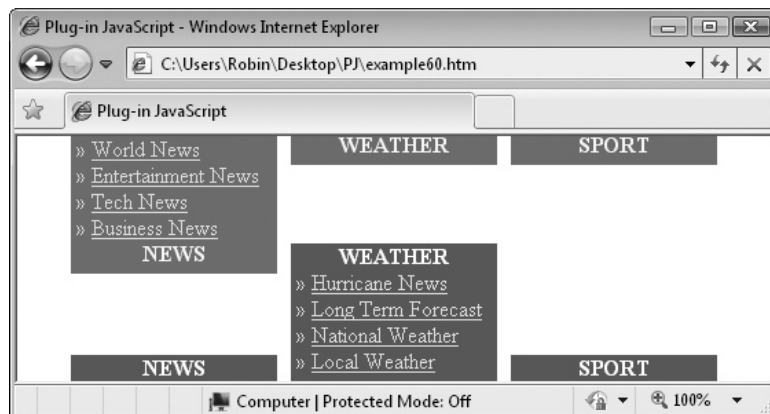 Plug-in JavaScript - Windows Internet Explorer
C:\Users\Robin\Desktop\PJ\example60.htm
Plug-in JavaScript
» World News
» Entertainment News
» Tech News
» Business News
NEWS
WEATHER
SPORT
WEATHER
» Hurricane News
» Long Term Forecast
» National Weather
» Local Weather
NEWS
SPORT
Computer | Protected Mode: Off
100%